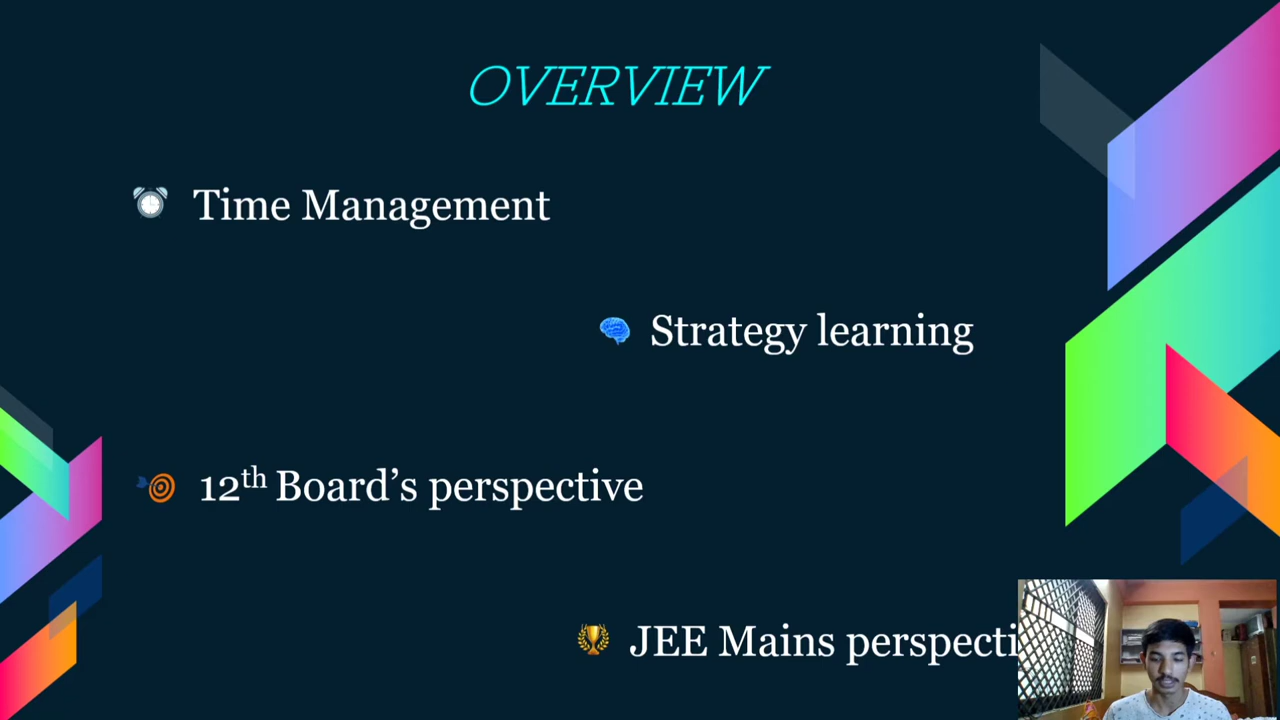 OVERVIEW
Time Management
Strategy learning
12th Board’s perspective
JEE Mains perspecti